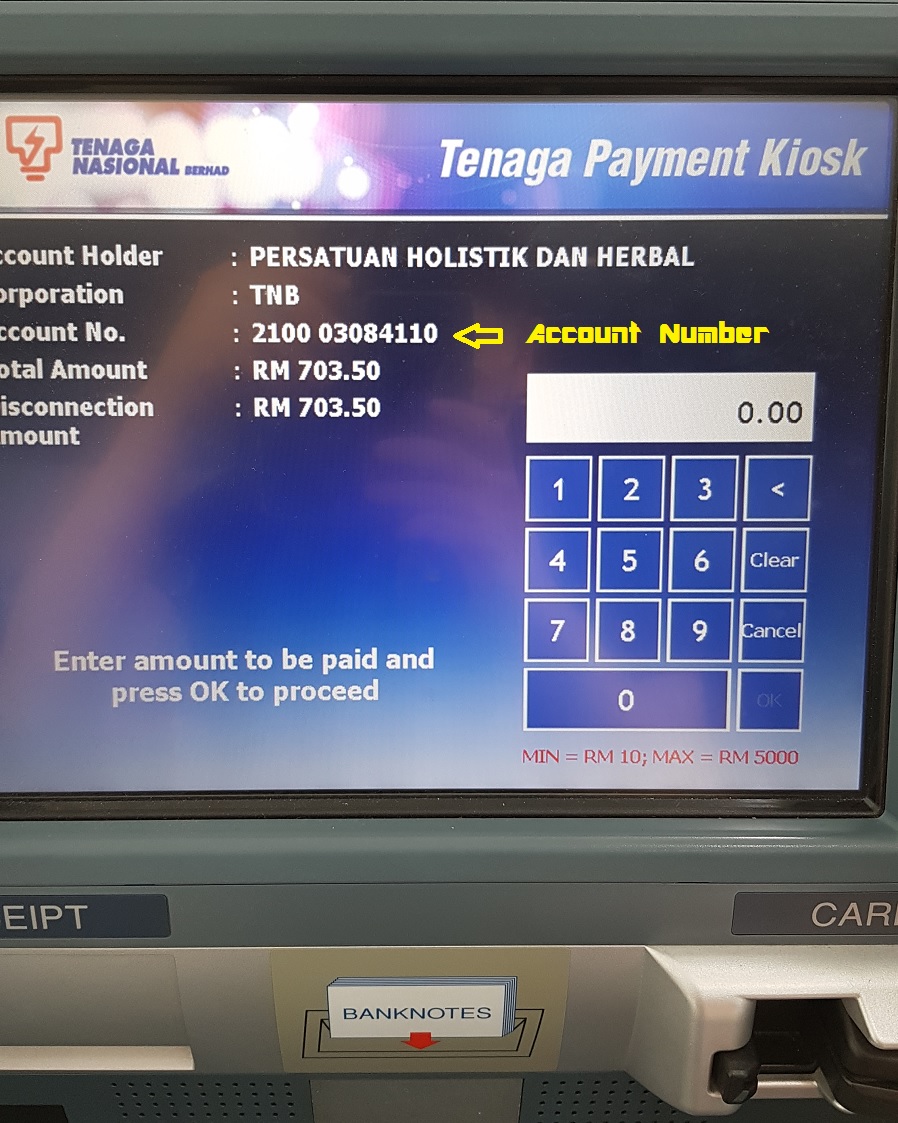 TENAGA
NASIONAL BERHAD
Tenaga Payment Kiosk
ccount Holder : PERSATUAN HOLISTIK DAN HERBAL
orporation : TNB
ccount No. : 2100 03084110 Account Number
otal Amount : RM 703.50
isconnection : RM 703.50
mount
0.00
1 2 3 <
4 5 6 Clear
7 8 9 Cancel
0 OK
Enter amount to be paid and
press OK to proceed
MIN = RM 10; MAX = RM 5000
EIPT
CAR
BANKNOTES